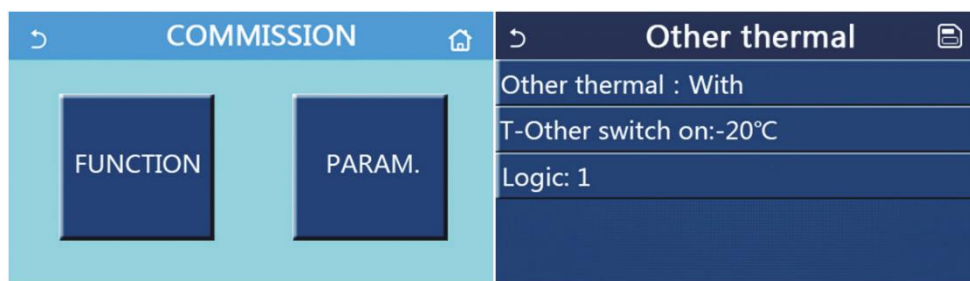 COMMISSION
FUNCTION
PARAM.
Other thermal
Other thermal : With
T-Other switch on:-20℃
Logic: 1